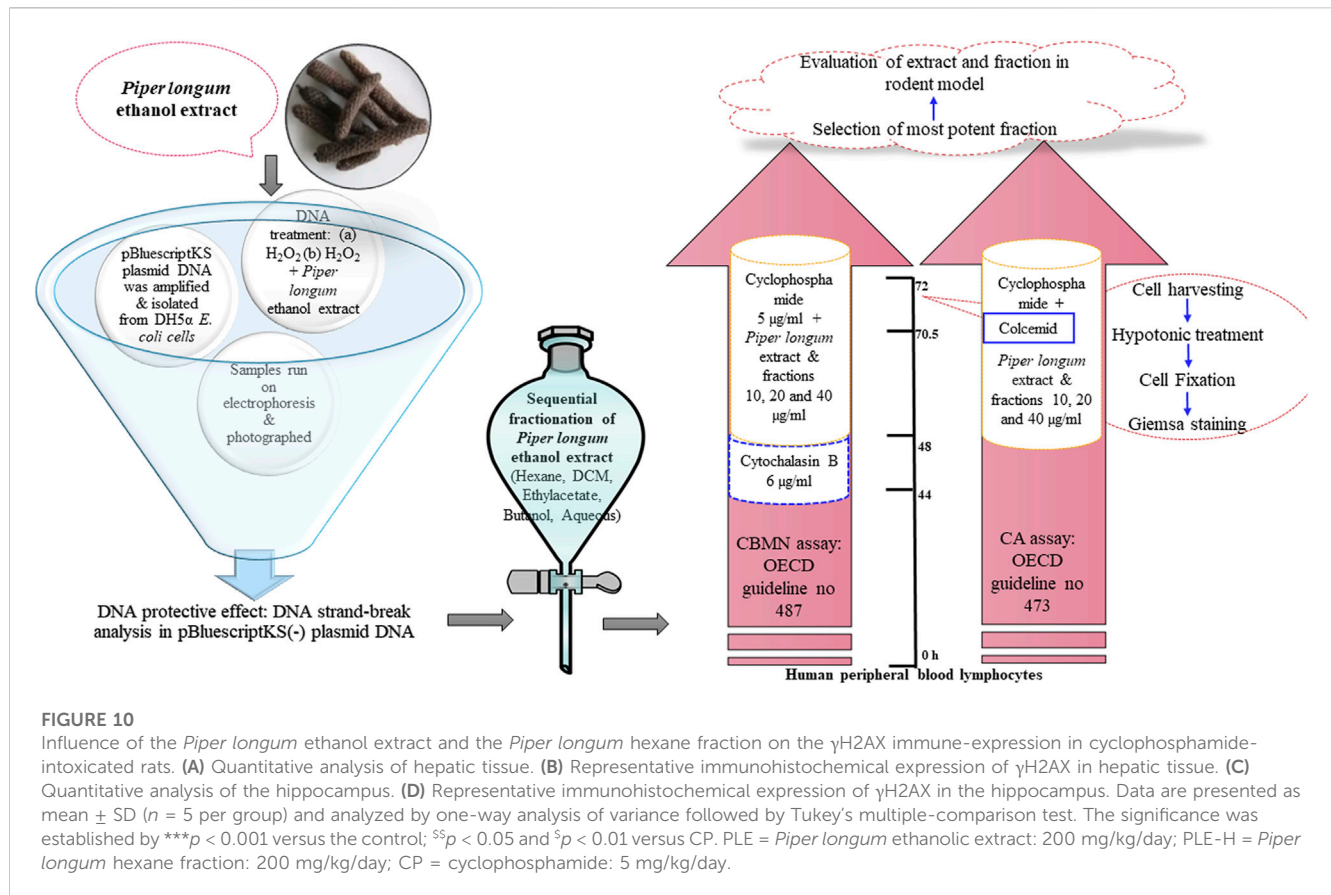 Piper longum
ethanol extract
DNA
treatment: (a)
H₂O₂ (b) H₂O₂
+ Piper
longum
ethanol extract
pBluescriptKS
plasmid DNA
was amplified
& isolated
from DH5α E.
coli cells
Samples run
on
electrophoresis
&
photographed
DNA protective effect: DNA strand-break
analysis in pBluescriptKS(-) plasmid DNA
Sequential
fractionation of
Piper longum
ethanol extract
(Hexane, DCM,
Ethylacetate,
Butanol, Aqueous)
Evaluation of extract and fraction in
rodent model
Selection of most potent fraction
Cyclophospha
mide
5 µg/ml +
Piper longum
extract &
fractions
10, 20 and 40
µg/ml
Cytochalasin B
6 µg/ml
CBMN assay:
OECD
guideline no
487
72
70.5
48
44
0 h
Cyclophospha
mide +
Colcemid
Piper longum
extract &
fractions 10, 20
and 40 µg/ml
CA assay:
OECD
guideline no
473
Cell harvesting
Hypotonic treatment
Cell Fixation
Giemsa staining
Human peripheral blood lymphocytes
FIGURE 10
Influence of the Piper longum ethanol extract and the Piper longum hexane fraction on the γH2AX immune-expression in cyclophosphamide-
intoxicated rats. (A) Quantitative analysis of hepatic tissue. (B) Representative immunohistochemical expression of γH2AX in hepatic tissue. (C)
Quantitative analysis of the hippocampus. (D) Representative immunohistochemical expression of γH2AX in the hippocampus. Data are presented as
mean ± SD (n = 5 per group) and analyzed by one-way analysis of variance followed by Tukey's multiple-comparison test. The significance was
established by ***p < 0.001 versus the control; $$p < 0.05 and $p < 0.01 versus CP. PLE = Piper longum ethanolic extract: 200 mg/kg/day; PLE-H = Piper
longum hexane fraction: 200 mg/kg/day; CP = cyclophosphamide: 5 mg/kg/day.